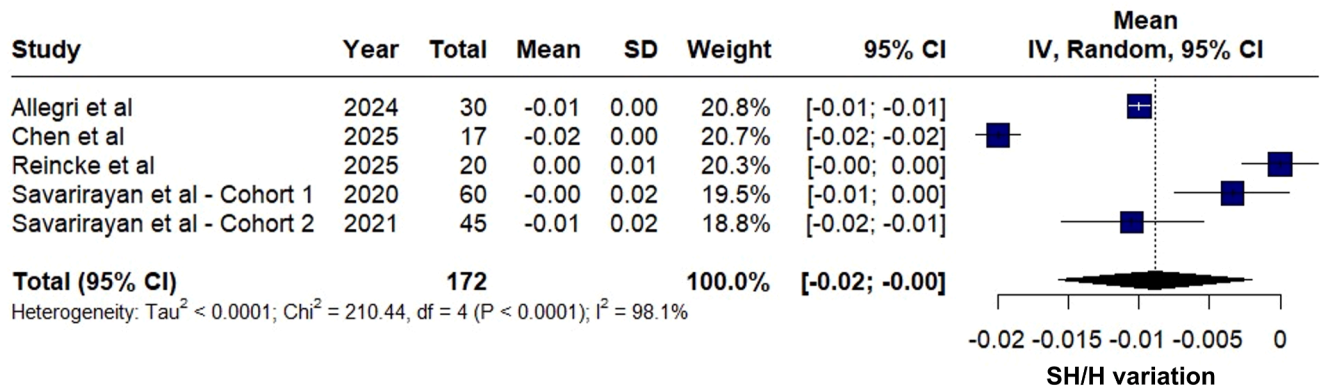 Mean
Study Year Total Mean SD Weight 95% CI IV, Random, 95% CI
Allegri et al 2024 30 -0.01 0.00 20.8% [-0.01; -0.01]
Chen et al 2025 17 -0.02 0.00 20.7% [-0.02; -0.02]
Reincke et al 2025 20 0.00 0.01 20.3% [-0.00; 0.00]
Savarirayan et al - Cohort 1 2020 60 -0.00 0.02 19.5% [-0.01; 0.00]
Savarirayan et al - Cohort 2 2021 45 -0.01 0.02 18.8% [-0.02; -0.01]
Total (95% CI) 172 100.0% [-0.02; -0.00]
Heterogeneity: Tau² < 0.0001; Chi² = 210.44, df = 4 (P < 0.0001); I² = 98.1%
-0.02 -0.015 -0.01 -0.005 0
SH/H variation